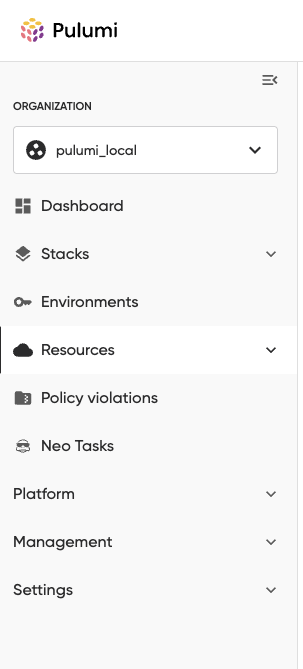 Pulumi
ORGANIZATION
pulumi_local
Dashboard
Stacks
Environments
Resources
Policy violations
Neo Tasks
Platform
Management
Settings